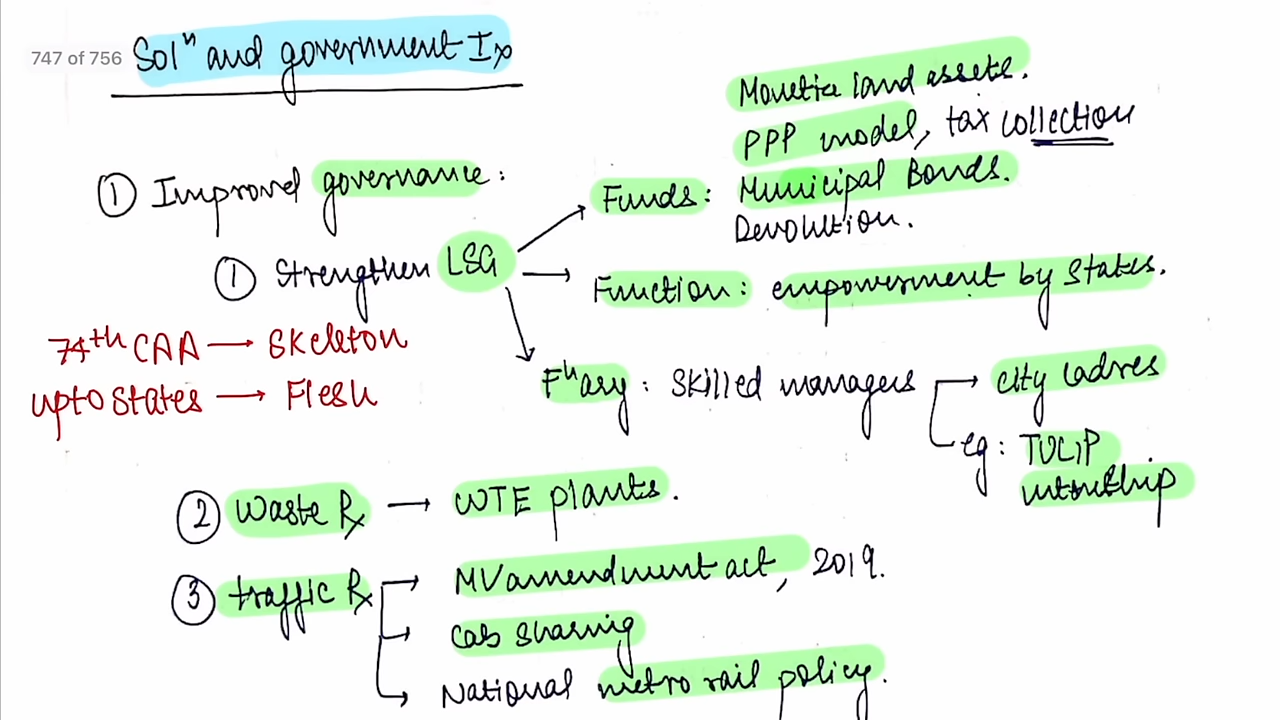 747 of 756
Solⁿ and government Iₓ
Monetize land assets.
PPP model, tax collection
① Improved governance:
Funds: Municipal Bonds.
Devolution.
① Strengthen LSG
Function: empowerment by States.
74th CAA → Skeleton
upto States → Flesh
Fⁿary: Skilled managers → city cadres
eg: TULIP
internship
② Waste Rx → WTE plants.
③ traffic Rx → MV amendment act, 2019.
→ Cab sharing
→ National metro rail policy.